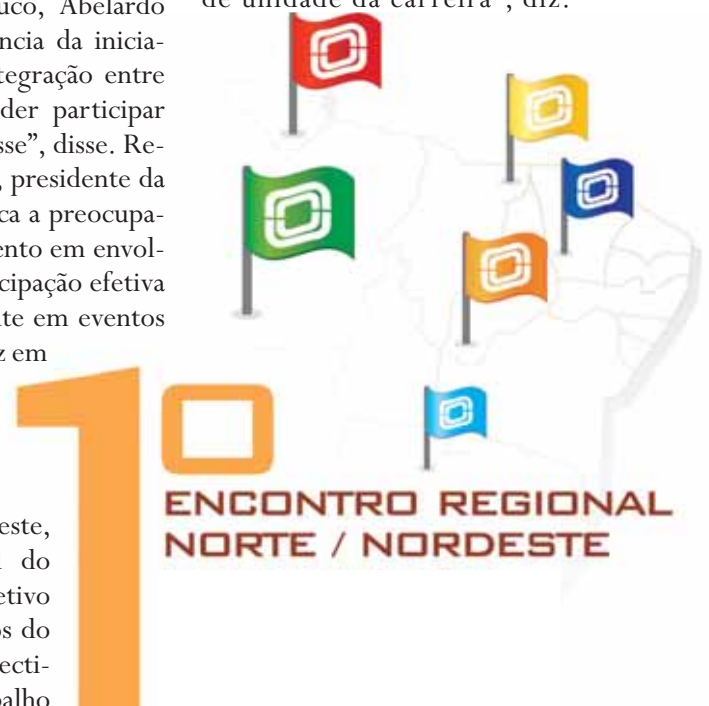 uco, Abelardo
ncia da inicia-
tegração entre
der participar
sse”, disse. Re-
, presidente da
ca a preocupa-
ento em envol-
cipação efetiva
te em eventos
z em
este,
do
etivo
s do
ecti-
balho
de unidade da carreira”, diz.
1º
ENCONTRO REGIONAL
NORTE / NORDESTE